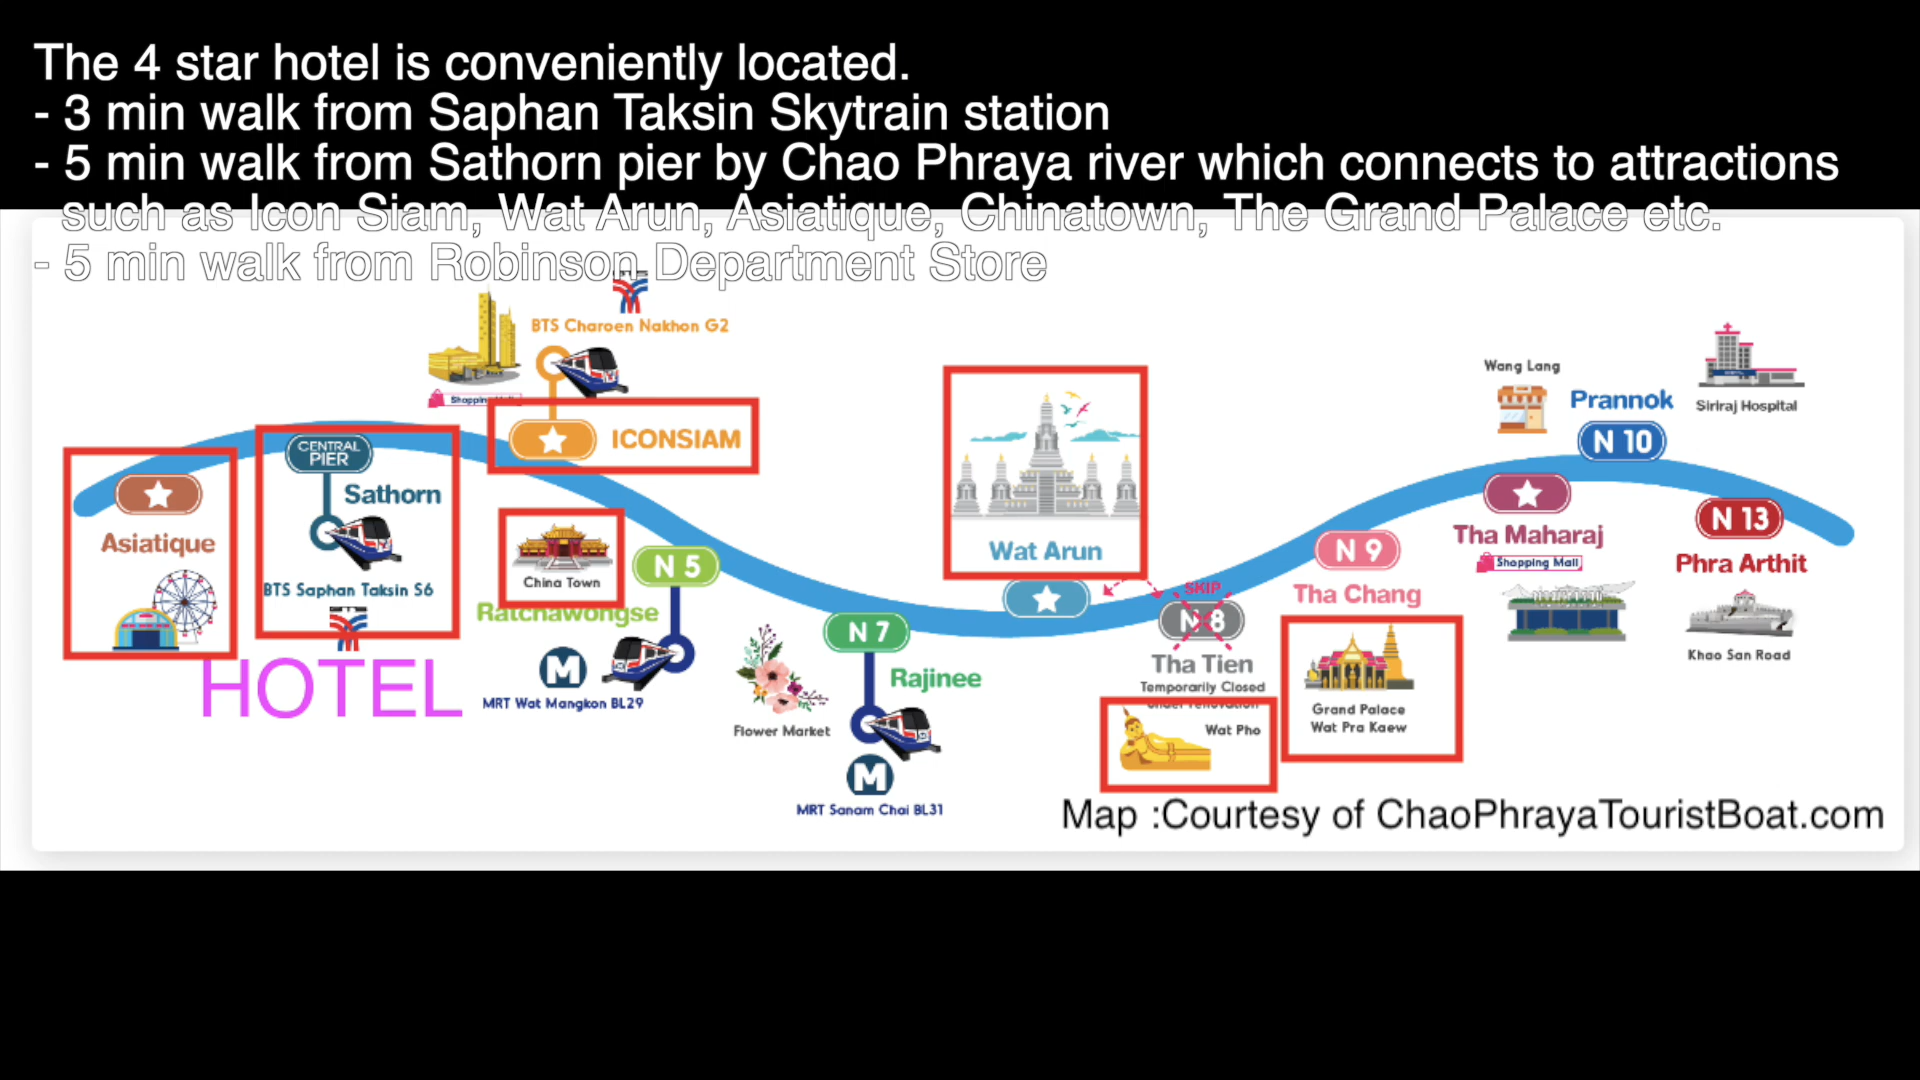 The 4 star hotel is conveniently located.
- 3 min walk from Saphan Taksin Skytrain station
- 5 min walk from Sathorn pier by Chao Phraya river which connects to attractions
such as Icon Siam, Wat Arun, Asiatique, Chinatown, The Grand Palace etc.
- 5 min walk from Robinson Department Store
BTS Charoen Nakhon G2
Shopping Mall
ICONSIAM
CENTRAL
PIER
Sathorn
BTS Saphan Taksin S6
Asiatique
HOTEL
China Town
N 5
Ratchawongse
M
MRT Wat Mangkon BL29
Flower Market
N 7
Rajinee
M
MRT Sanam Chai BL31
Wat Arun
SKIP
N 8
Tha Tien
Temporarily Closed
under renovation
Wat Pho
N 9
Tha Chang
Grand Palace
Wat Pra Kaew
Wang Lang
Prannok
N 10
Siriraj Hospital
Tha Maharaj
Shopping Mall
N 13
Phra Arthit
Khao San Road
Map :Courtesy of ChaoPhrayaTouristBoat.com